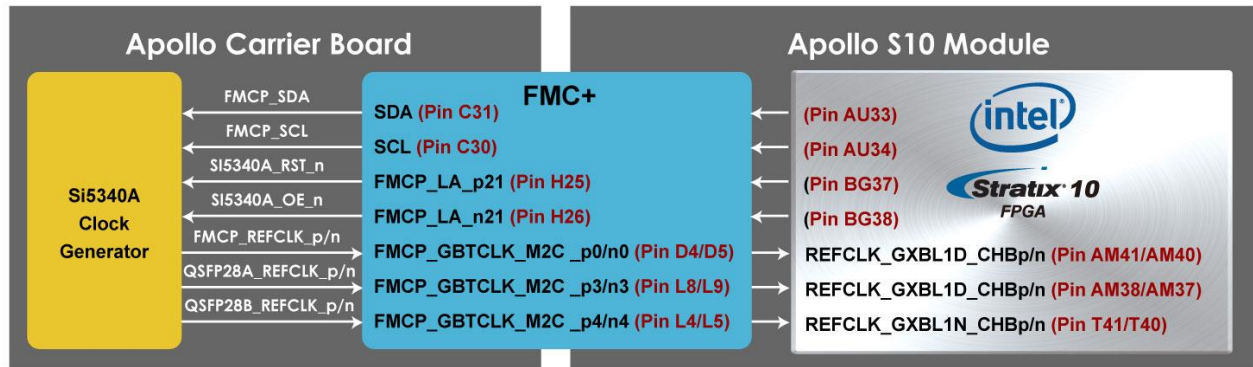 Apollo Carrier Board
Apollo S10 Module
Si5340A
Clock
Generator
FMCP_SDA
FMCP_SCL
SI5340A_RST_n
SI5340A_OE_n
FMCP_REFCLK_p/n
QSFP28A_REFCLK_p/n
QSFP28B_REFCLK_p/n
FMC+
SDA (Pin C31)
SCL (Pin C30)
FMCP_LA_p21 (Pin H25)
FMCP_LA_n21 (Pin H26)
FMCP_GBTCLK_M2C _p0/n0 (Pin D4/D5)
FMCP_GBTCLK_M2C _p3/n3 (Pin L8/L9)
FMCP_GBTCLK_M2C _p4/n4 (Pin L4/L5)
(Pin AU33)
(Pin AU34)
(Pin BG37)
(Pin BG38)
REFCLK_GXBL1D_CHBp/n (Pin AM41/AM40)
REFCLK_GXBL1D_CHBp/n (Pin AM38/AM37)
REFCLK_GXBL1N_CHBp/n (Pin T41/T40)
intel
Stratix 10
FPGA